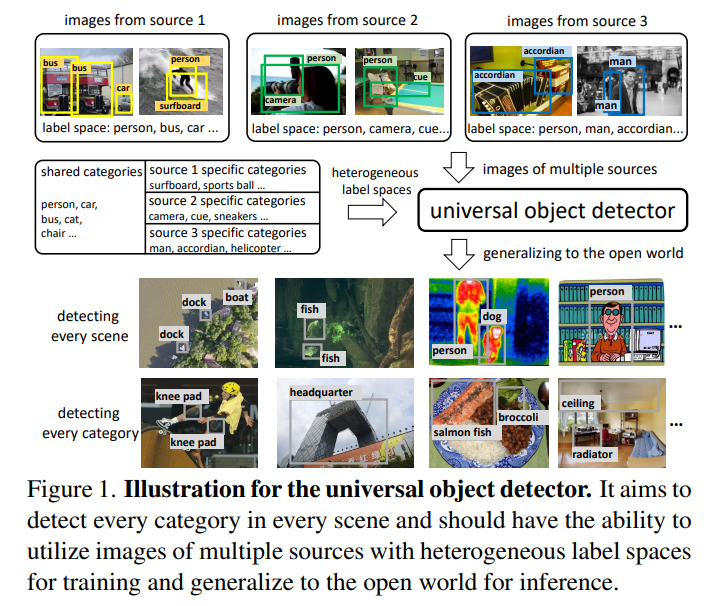 images from source 1
images from source 2
images from source 3
bus
bus
car
person
surfboard
person
camera
person
cue
accordian
accordian
man
man
label space: person, bus, car ...
label space: person, camera, cue...
label space: person, man, accordian...
shared categories
person, car,
bus, cat,
chair ...
source 1 specific categories
surfboard, sports ball ...
source 2 specific categories
camera, cue, sneakers ...
source 3 specific categories
man, accordian, helicopter ...
heterogeneous
label spaces
images of multiple sources
universal object detector
generalizing to the open world
detecting
every scene
dock
boat
dock
fish
fish
dog
person
person
...
detecting
every category
knee pad
knee pad
headquarter
broccoli
salmon fish
ceiling
radiator
...
Figure 1. Illustration for the universal object detector. It aims to
detect every category in every scene and should have the ability to
utilize images of multiple sources with heterogeneous label spaces
for training and generalize to the open world for inference.